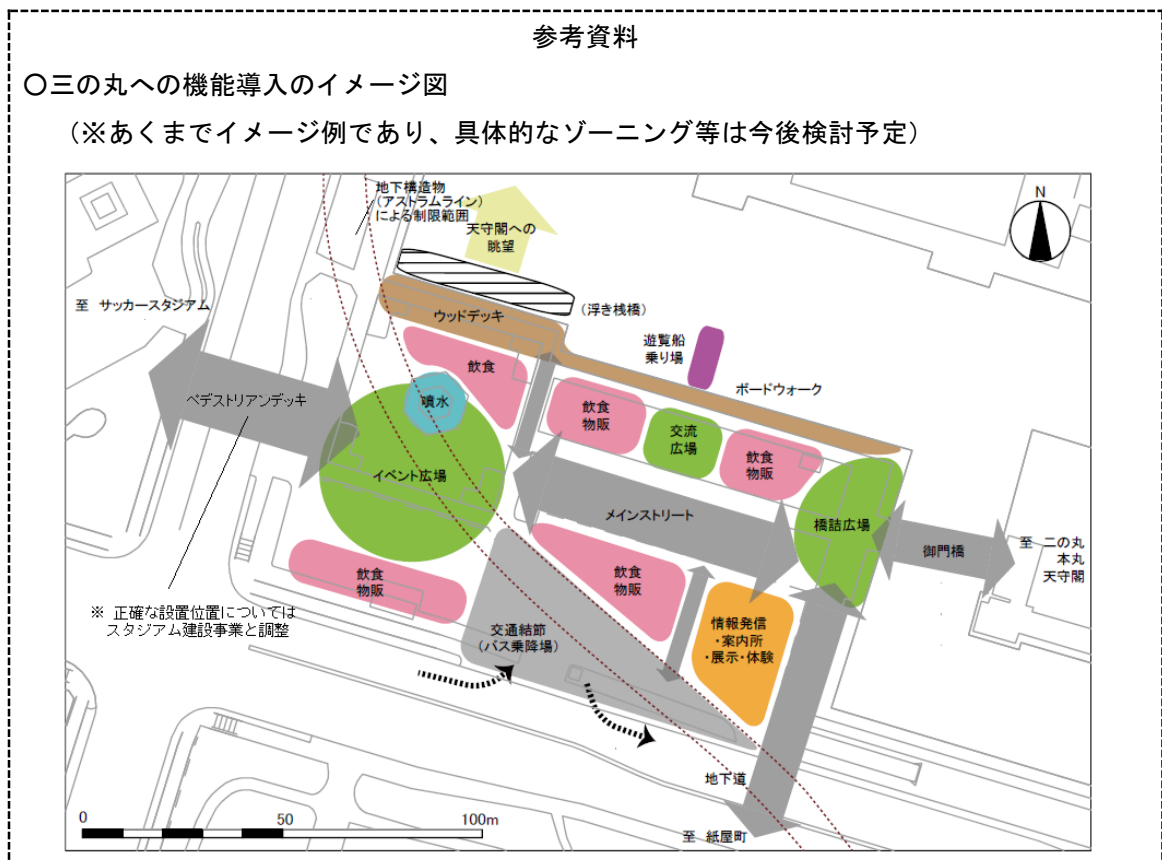 参考資料
〇三の丸への機能導入のイメージ図
（※あくまでイメージ例であり、具体的なゾーニング等は今後検討予定）
地下構造物
（アストラムライン）
による制限範囲
天守閣への
眺望
N
至 サッカースタジアム
（浮き桟橋）
ウッドデッキ
遊覧船
乗り場
飲食
ボードウォーク
ペデストリアンデッキ
噴水
飲食
物販
交流
広場
飲食
物販
イベント広場
メインストリート
橋詰広場
御門橋
至 二の丸
本丸
天守閣
飲食
物販
飲食
物販
※ 正確な設置位置については
スタジアム建設事業と調整
交通結節
（バス乗降場）
情報発信
・案内所
・展示・体験
地下道
0 50 100m
至 紙屋町